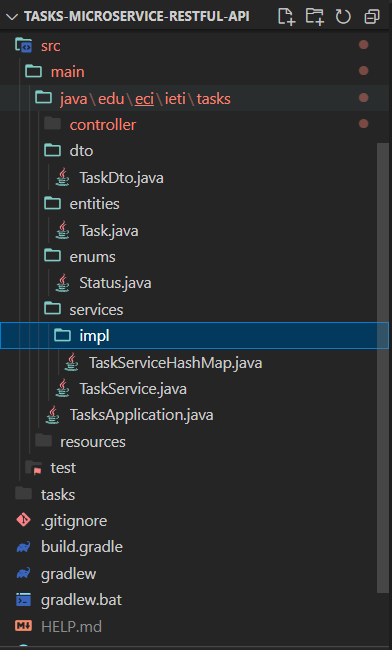 TASKS-MICROSERVICE-RESTFUL-API
src
main
java\edu\eci\ieti\tasks
controller
dto
TaskDto.java
entities
Task.java
enums
Status.java
services
impl
TaskServiceHashMap.java
TaskService.java
TasksApplication.java
resources
test
tasks
.gitignore
build.gradle
gradlew
gradlew.bat
HELP.md